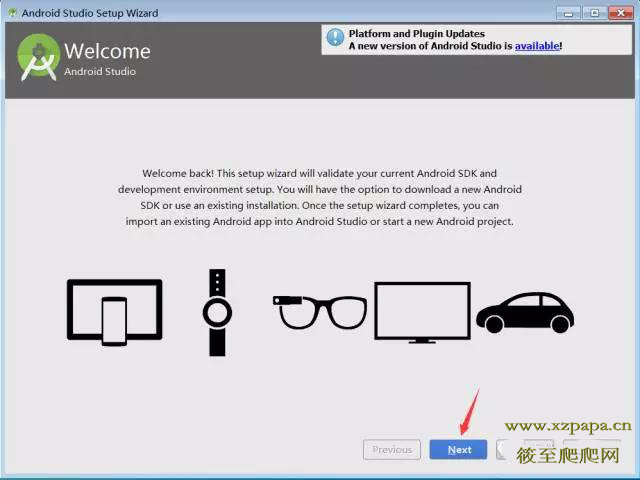 Android Studio Setup Wizard
Platform and Plugin Updates
A new version of Android Studio is available!
Welcome
Android Studio
Welcome back! This setup wizard will validate your current Android SDK and
development environment setup. You will have the option to download a new Android
SDK or use an existing installation. Once the setup wizard completes, you can
import an existing Android app into Android Studio or start a new Android project.
www.xzpapa.cn
Previous
Next
筱至爬爬网